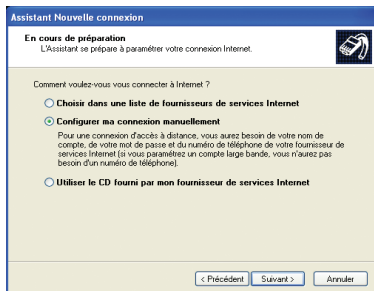 Assistant Nouvelle connexion
En cours de préparation
L'Assistant se prépare à paramétrer votre connexion Internet.
Comment voulez-vous vous connecter à Internet ?
Choisir dans une liste de fournisseurs de services Internet
Configurer ma connexion manuellement
Pour une connexion d'accès à distance, vous aurez besoin de votre nom de
compte, de votre mot de passe et du numéro de téléphone de votre fournisseur de
services Internet (si vous paramétrez un compte large bande, vous n'aurez pas
besoin d'un numéro de téléphone).
Utiliser le CD fourni par mon fournisseur de services Internet
< Précédent Suivant > Annuler